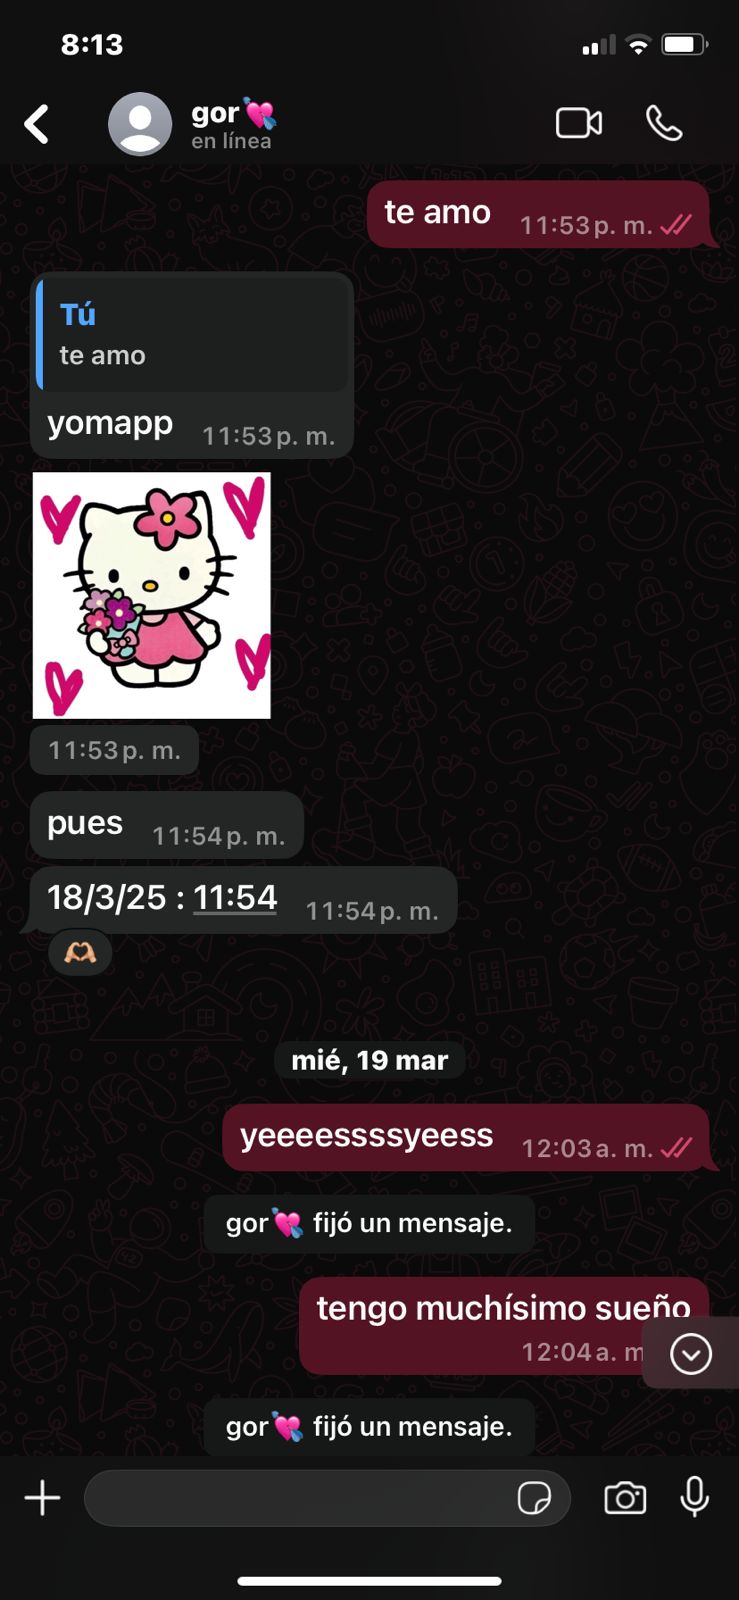 8:13
gor💘
en línea
te amo 11:53 p. m.
Tú
te amo
yomapp 11:53 p. m.
11:53 p. m.
pues 11:54 p. m.
18/3/25 : 11:54 11:54 p. m.
mié, 19 mar
yeeeessssyeess 12:03 a. m.
gor💘 fijó un mensaje.
tengo muchísimo sueño
12:04 a. m
gor💘 fijó un mensaje.